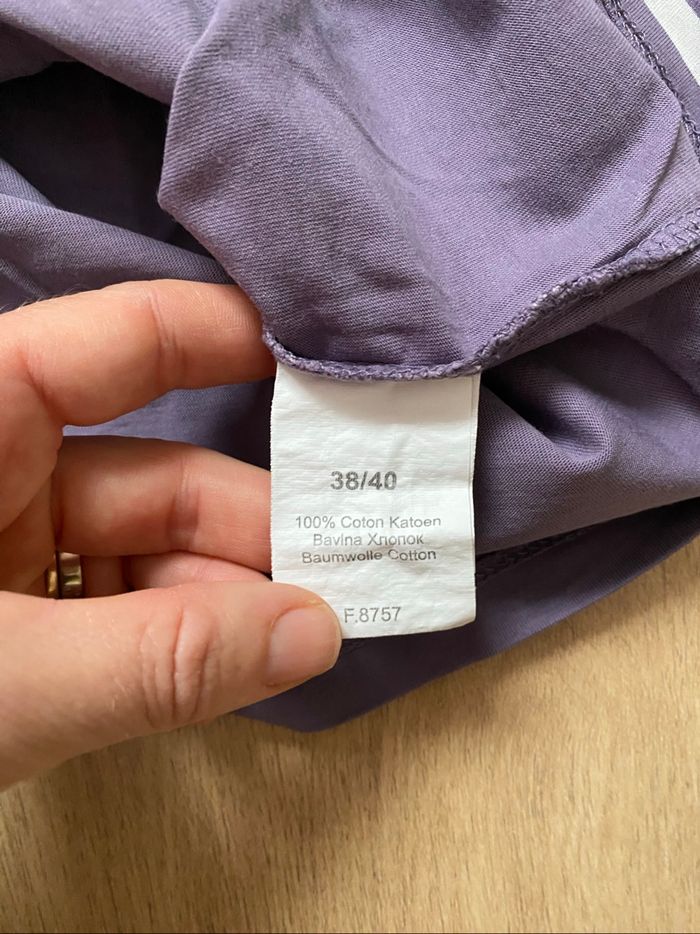 38/40
100% Coton Katoen
Bavlna Хлопок
Baumwolle Cotton
F.8757